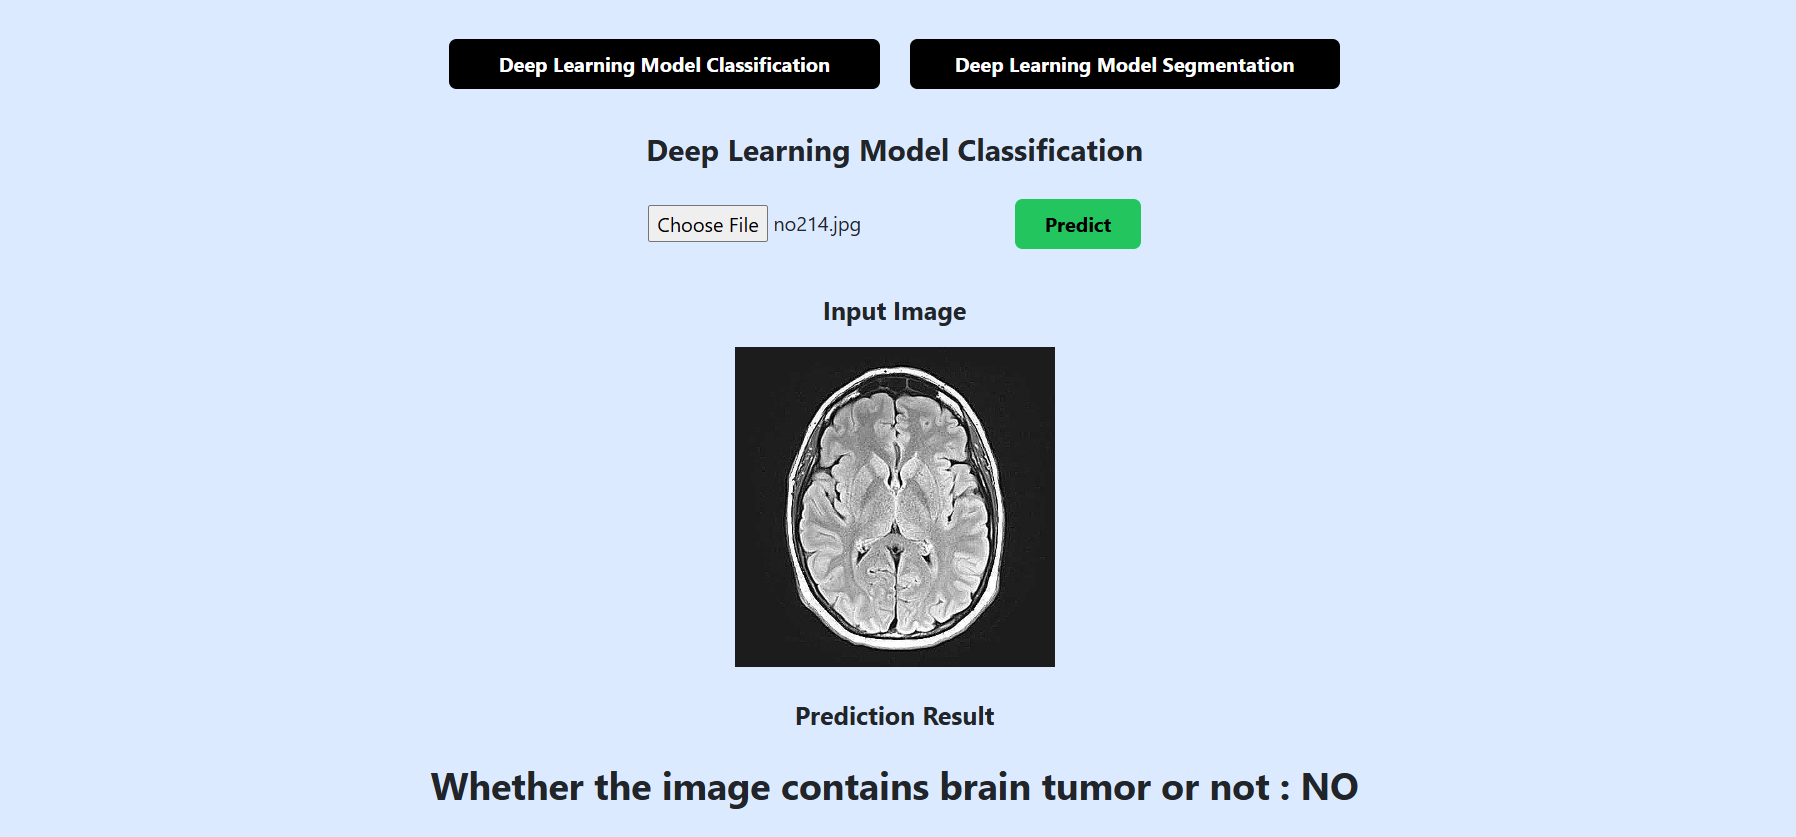 Deep Learning Model Classification
Deep Learning Model Segmentation
Deep Learning Model Classification
Choose File no214.jpg
Predict
Input Image
Prediction Result
Whether the image contains brain tumor or not : NO